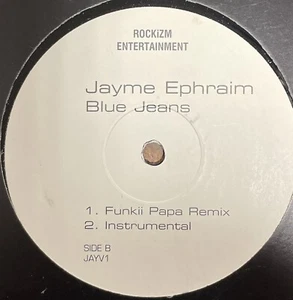 ROCKiZM
ENTERTAINMENT
Jayme Ephraim
Blue Jeans
1. Funkii Papa Remix
2. Instrumental
SIDE B
JAYV1